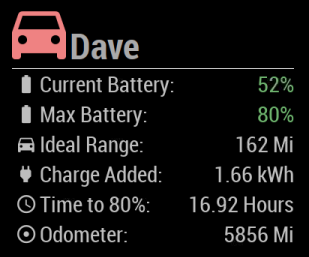 Dave
Current Battery: 52%
Max Battery: 80%
Ideal Range: 162 Mi
Charge Added: 1.66 kWh
Time to 80%: 16.92 Hours
Odometer: 5856 Mi